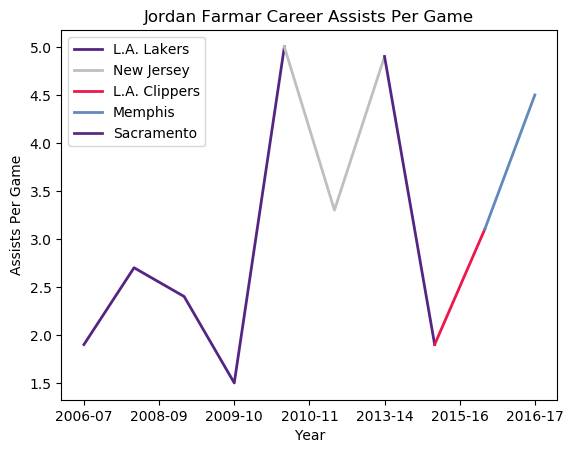 Jordan Farmar Career Assists Per Game
L.A. Lakers
New Jersey
L.A. Clippers
Memphis
Sacramento
Assists Per Game
5.0
4.5
4.0
3.5
3.0
2.5
2.0
1.5
2006-07 2008-09 2009-10 2010-11 2013-14 2015-16 2016-17
Year